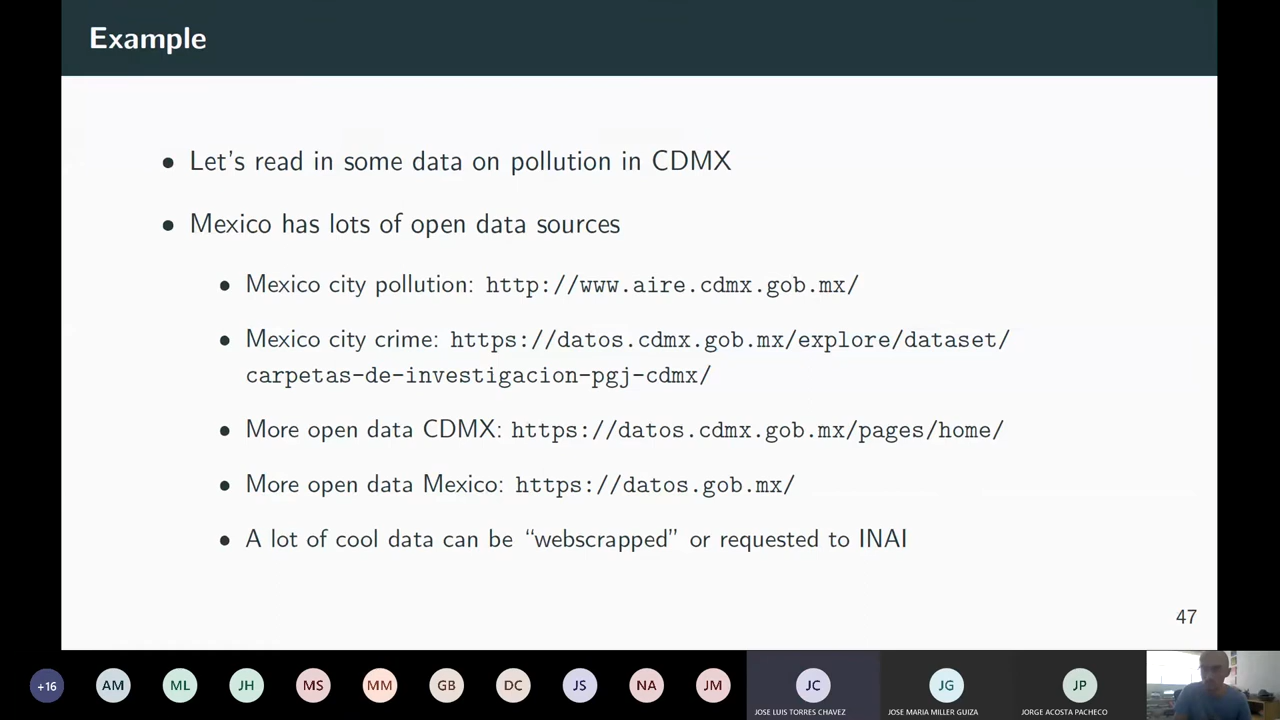 Example
• Let's read in some data on pollution in CDMX
• Mexico has lots of open data sources
• Mexico city pollution: http://www.aire.cdmx.gob.mx/
• Mexico city crime: https://datos.cdmx.gob.mx/explore/dataset/
carpetas-de-investigacion-pgj-cdmx/
• More open data CDMX: https://datos.cdmx.gob.mx/pages/home/
• More open data Mexico: https://datos.gob.mx/
• A lot of cool data can be “webscrapped” or requested to INAI
47
+16 AM ML JH MS MM GB DC JS NA JM JC JG JP
JOSE LUIS TORRES CHAVEZ JOSE MARIA MILLER GUIZA JORGE ACOSTA PACHECO